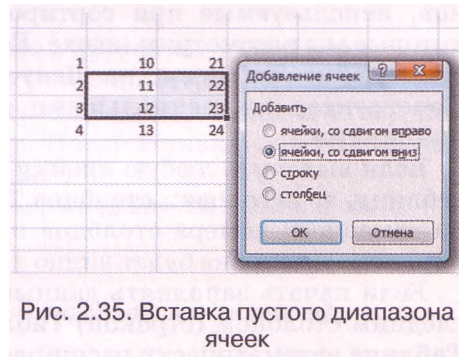 1 10 21
2 11 22
3 12 23
4 13 24
Добавление ячеек
Добавить
ячейки, со сдвигом вправо
ячейки, со сдвигом вниз
строку
столбец
ОК Отмена
Рис. 2.35. Вставка пустого диапазона
ячеек